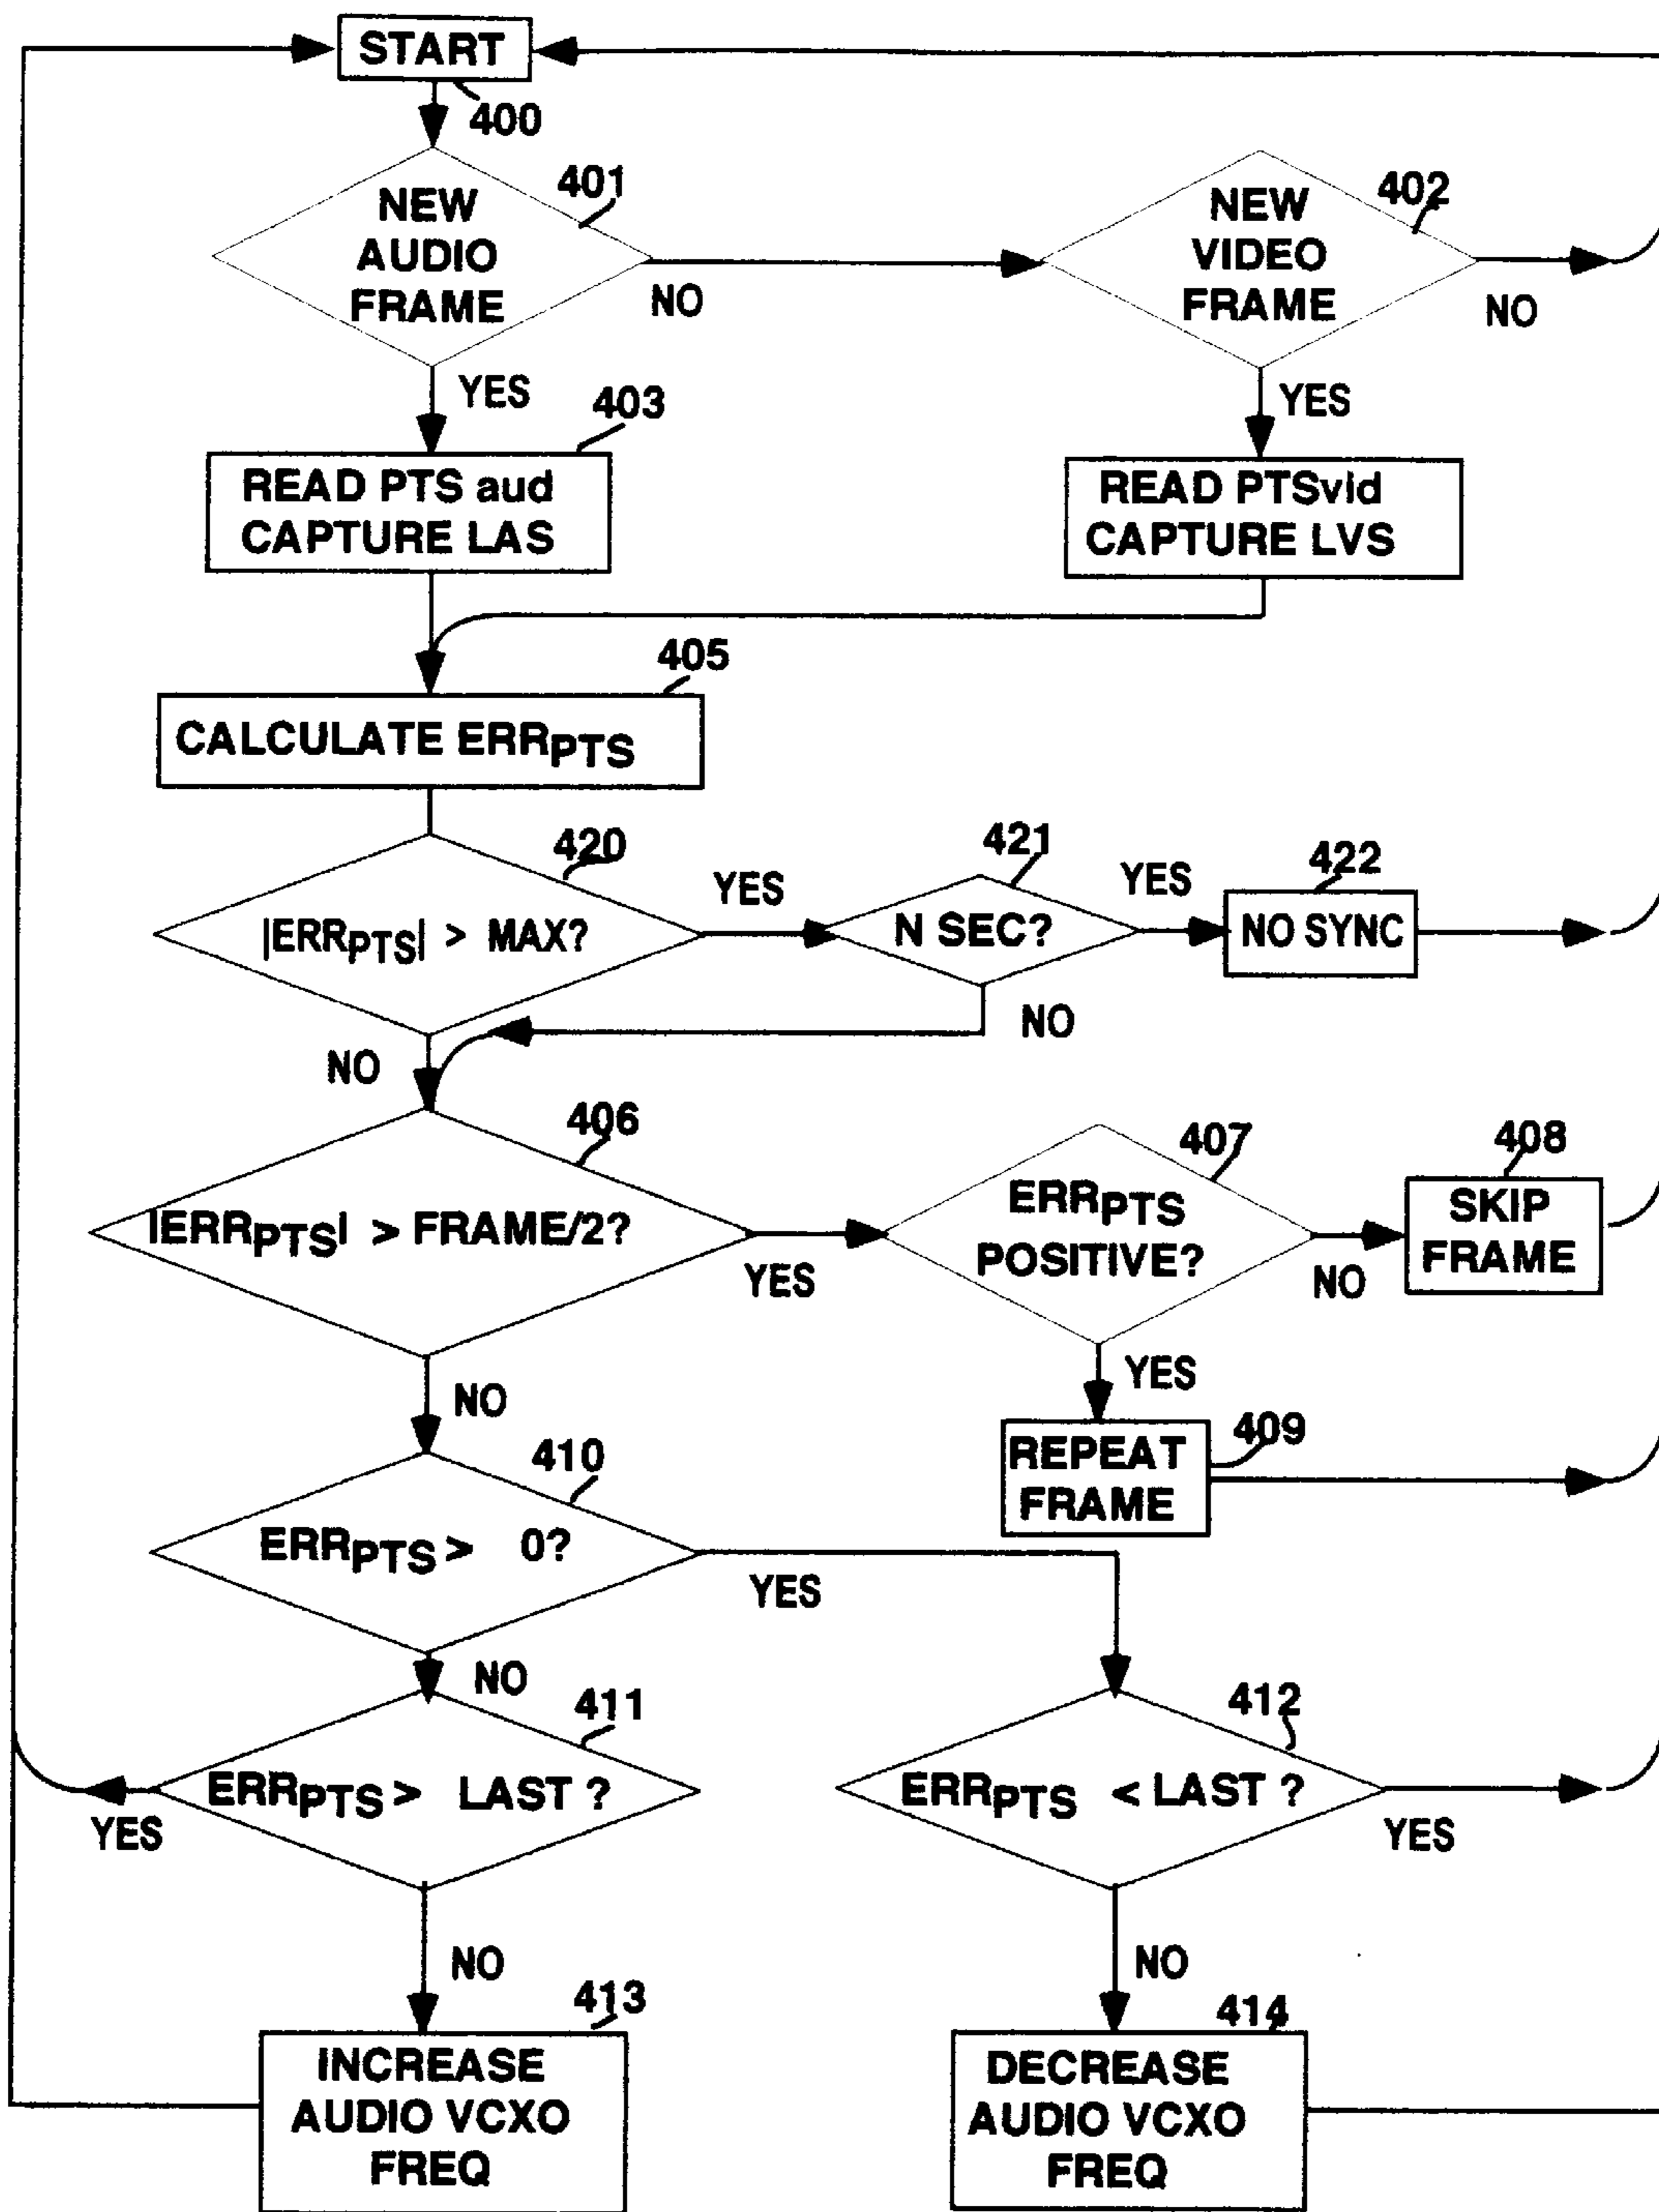 START
400
NEW
AUDIO
FRAME
401
NO
NEW
VIDEO
FRAME
402
NO
YES
403
READ PTS aud
CAPTURE LAS
YES
READ PTSvid
CAPTURE LVS
405
CALCULATE ERRPTS
420
|ERRPTS| > MAX?
YES
421
N SEC?
YES
422
NO SYNC
NO
NO
406
|ERRPTS| > FRAME/2?
YES
407
ERRPTS
POSITIVE?
NO
408
SKIP
FRAME
YES
409
REPEAT
FRAME
NO
410
ERRPTS > 0?
YES
NO
411
ERRPTS > LAST ?
YES
412
ERRPTS < LAST ?
YES
NO
413
INCREASE
AUDIO VCXO
FREQ
NO
414
DECREASE
AUDIO VCXO
FREQ